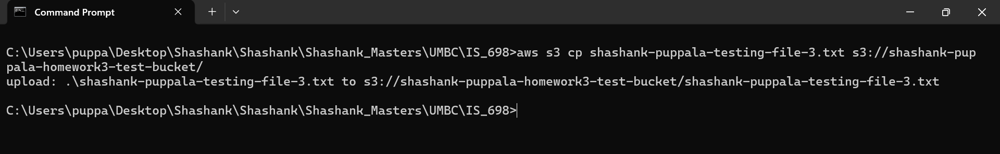 Command Prompt
C:\Users\puppa\Desktop\Shashank\Shashank\Shashank_Masters\UMBC\IS_698>aws s3 cp shashank-puppala-testing-file-3.txt s3://shashank-pup
pala-homework3-test-bucket/
upload: .\shashank-puppala-testing-file-3.txt to s3://shashank-puppala-homework3-test-bucket/shashank-puppala-testing-file-3.txt
C:\Users\puppa\Desktop\Shashank\Shashank\Shashank_Masters\UMBC\IS_698>